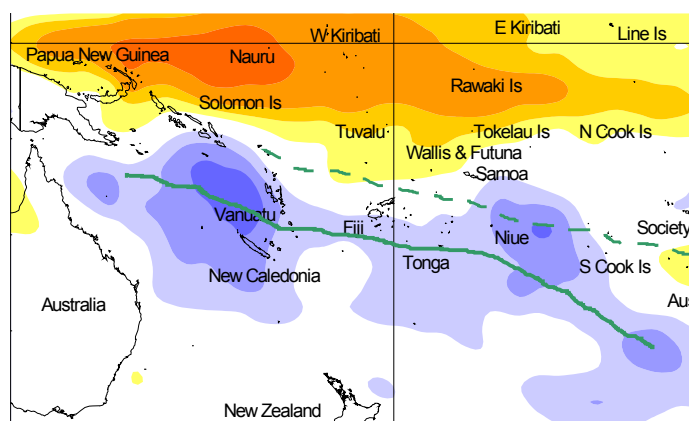 E Kiribati
W Kiribati
Line Is
Papua New Guinea
Nauru
Rawaki Is
Solomon Is
Tuvalu
Tokelau Is
N Cook Is
Wallis & Futuna
Samoa
Vanuatu
Fiji
Niue
Society
Tonga
S Cook Is
New Caledonia
Australia
Aus
New Zealand